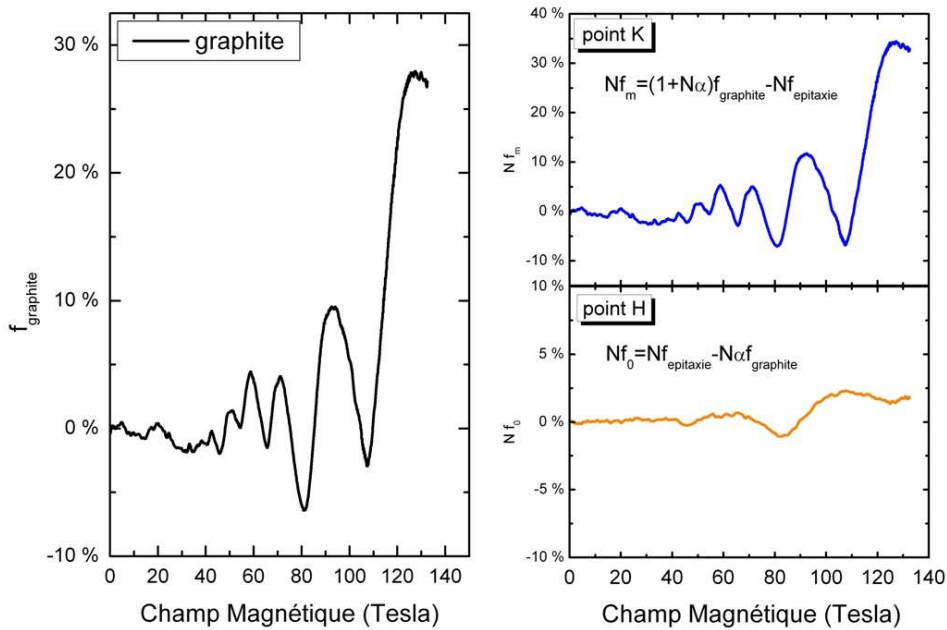 graphite
30 %
20 %
10 %
0 %
-10 %
f_graphite
0 20 40 60 80 100 120 140
Champ Magnétique (Tesla)
point K
Nf_m=(1+Nα)f_graphite-Nf_epitaxie
40 %
30 %
20 %
10 %
0 %
-10 %
N f_m
point H
Nf_0=Nf_epitaxie-Nαf_graphite
10 %
5 %
0 %
-5 %
-10 %
N f_0
0 20 40 60 80 100 120 140
Champ Magnétique (Tesla)